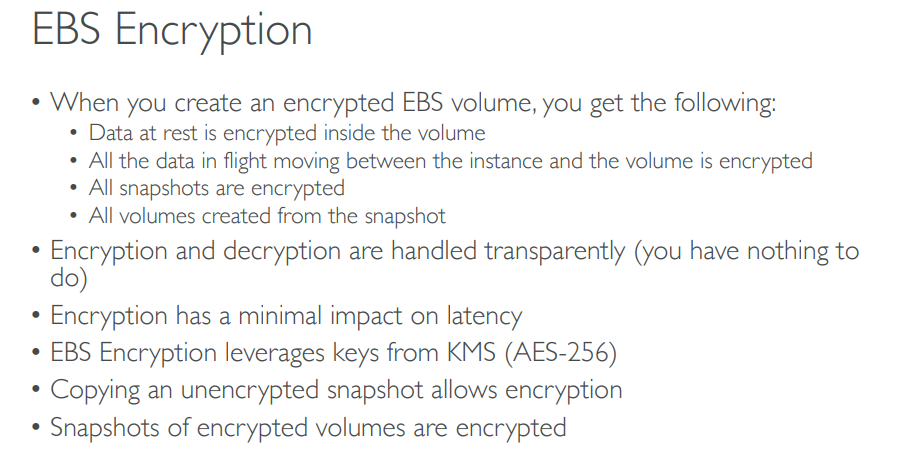 EBS Encryption
• When you create an encrypted EBS volume, you get the following:
• Data at rest is encrypted inside the volume
• All the data in flight moving between the instance and the volume is encrypted
• All snapshots are encrypted
• All volumes created from the snapshot
• Encryption and decryption are handled transparently (you have nothing to
do)
• Encryption has a minimal impact on latency
• EBS Encryption leverages keys from KMS (AES-256)
• Copying an unencrypted snapshot allows encryption
• Snapshots of encrypted volumes are encrypted